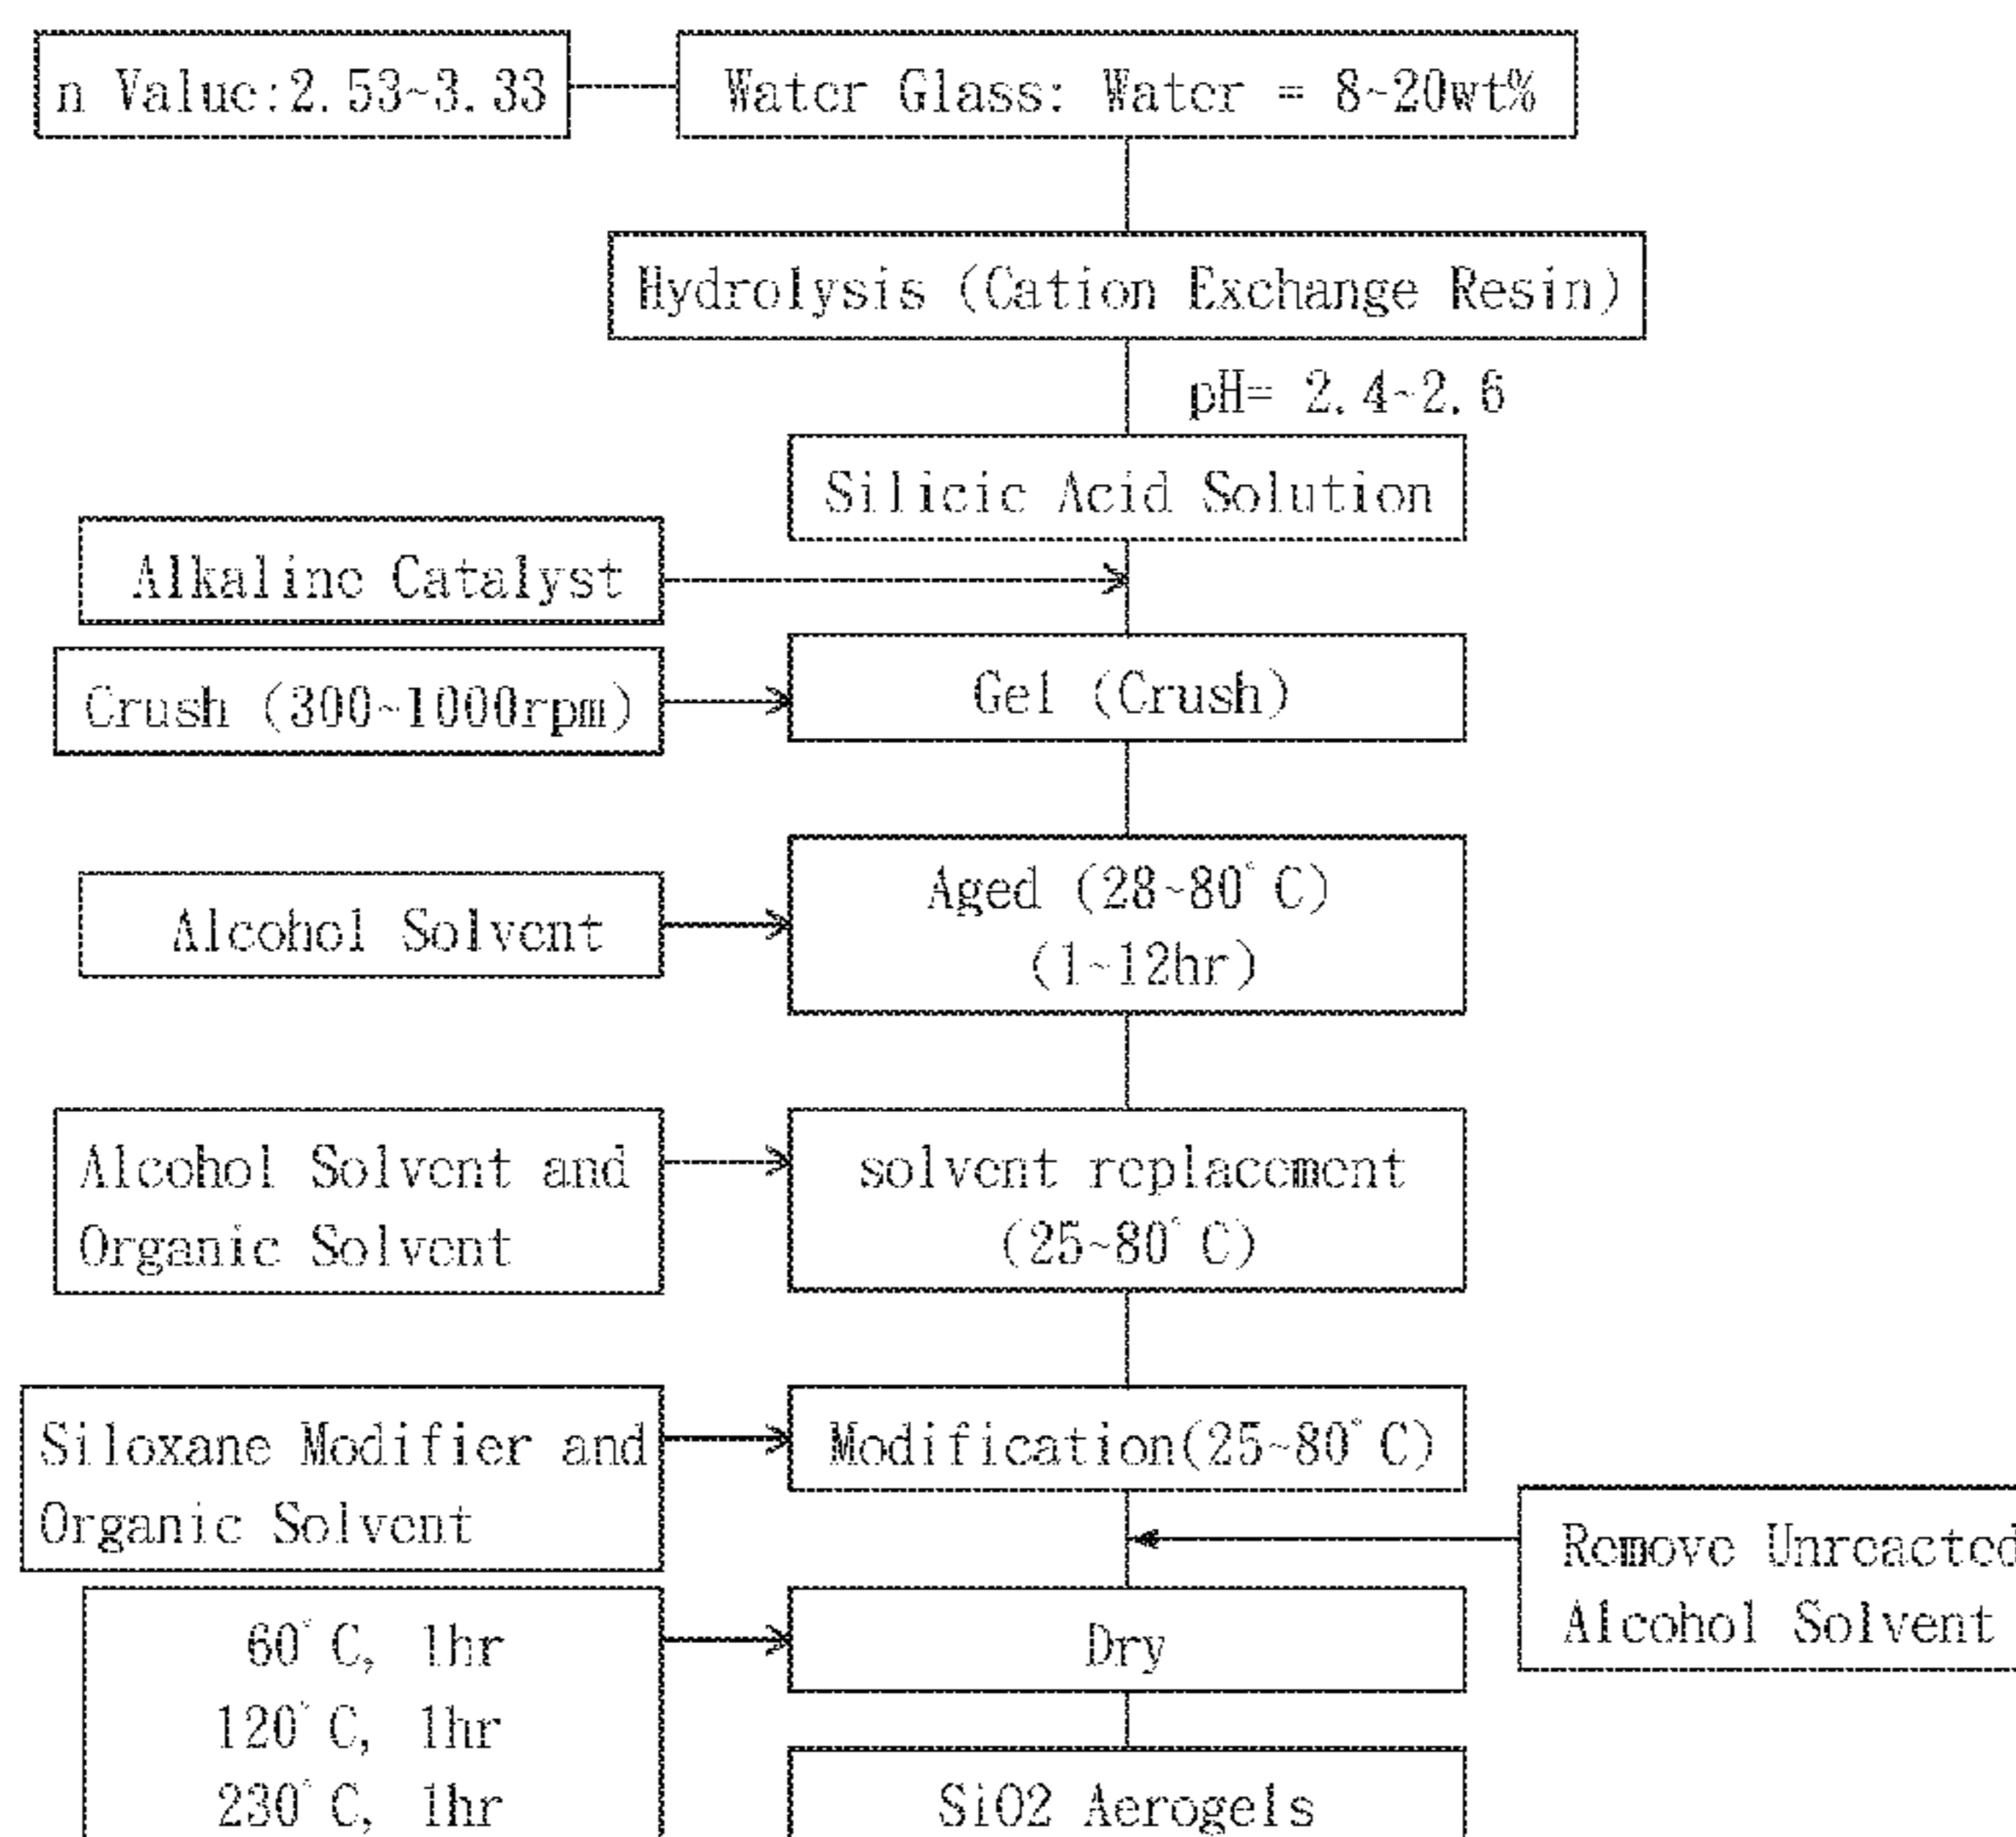 n Value:2.53~3.33
Water Glass: Water = 8~20wt%
Hydrolysis (Cation Exchange Resin)
pH= 2.4~2.6
Silicic Acid Solution
Alkaline Catalyst
Crush (300~1000rpm)
Gel (Crush)
Alcohol Solvent
Aged (28~80°C)
(1~12hr)
Alcohol Solvent and
Organic Solvent
solvent replacement
(25~80°C)
Siloxane Modifier and
Organic Solvent
Modification(25~80°C)
Remove Unreacted
Alcohol Solvent
60°C, 1hr
120°C, 1hr
230°C, 1hr
Dry
SiO2 Aerogels